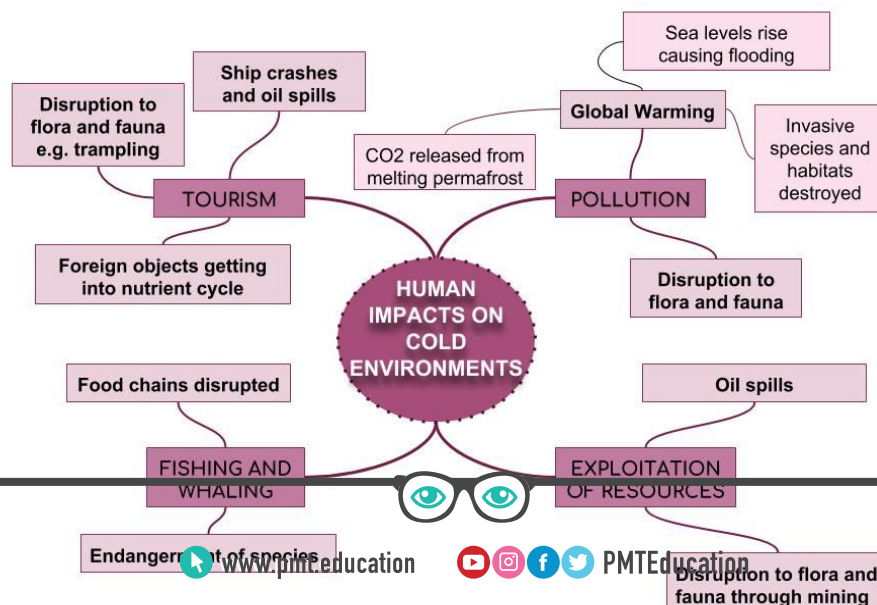 Sea levels rise
causing flooding
Ship crashes
and oil spills
Disruption to
flora and fauna
e.g. trampling
Global Warming
Invasive
species and
habitats
destroyed
CO2 released from
melting permafrost
TOURISM
POLLUTION
Foreign objects getting
into nutrient cycle
Disruption to
flora and fauna
HUMAN
IMPACTS ON
COLD
ENVIRONMENTS
Food chains disrupted
Oil spills
FISHING AND
WHALING
EXPLOITATION
OF RESOURCES
Endangerment of species
www.pmt.education
PMTEducation
Disruption to flora and
fauna through mining